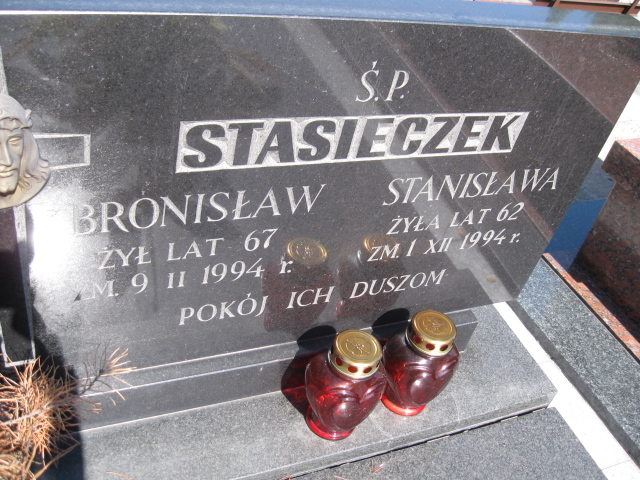 Ś.P.
STASIECZEK
BRONISŁAW
ŻYŁ LAT 67
ZM. 9 II 1994 r.
STANISŁAWA
ŻYŁA LAT 62
ZM. 1 XII 1994 r.
POKÓJ ICH DUSZOM